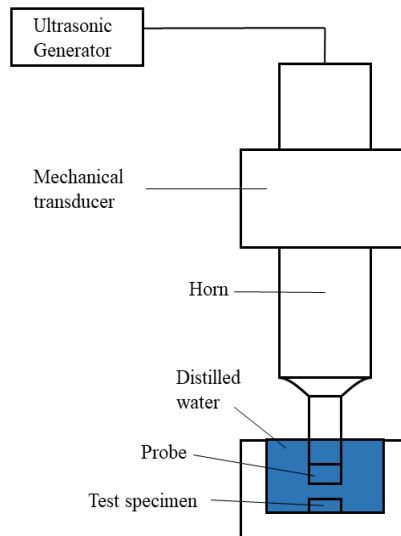 Ultrasonic
Generator
Mechanical
transducer
Horn
Distilled
water
Probe
Test specimen